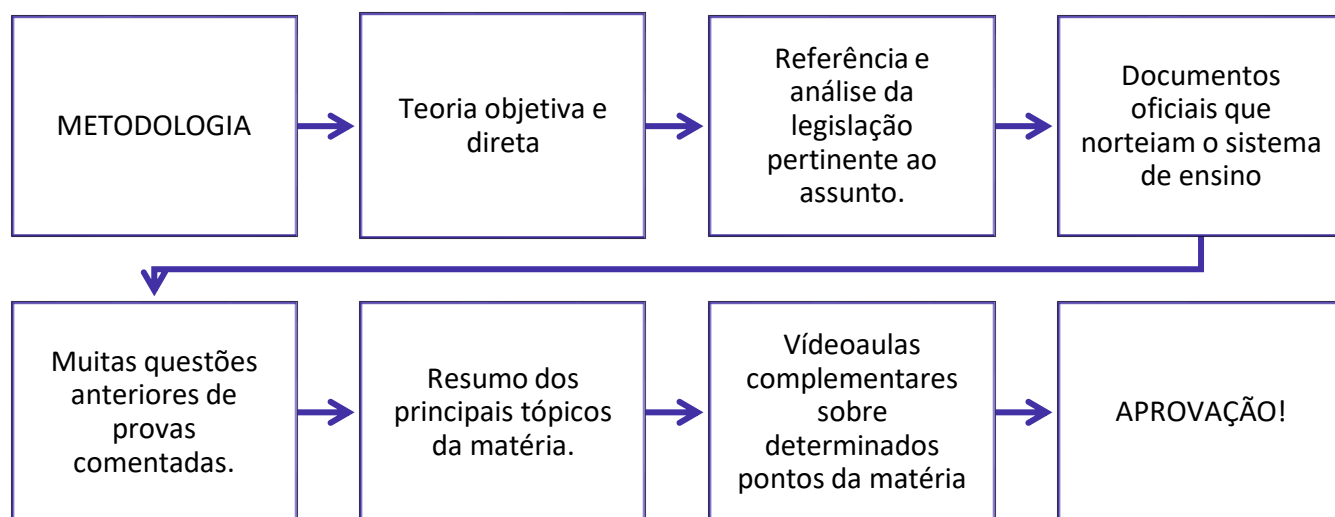 METODOLOGIA
Teoria objetiva e
direta
Referência e
análise da
legislação
pertinente ao
assunto.
Documentos
oficiais que
norteiam o sistema
de ensino
Muitas questões
anteriores de
provas
comentadas.
Resumo dos
principais tópicos
da matéria.
Vídeoaulas
complementares
sobre
determinados
pontos da matéria
APROVAÇÃO!